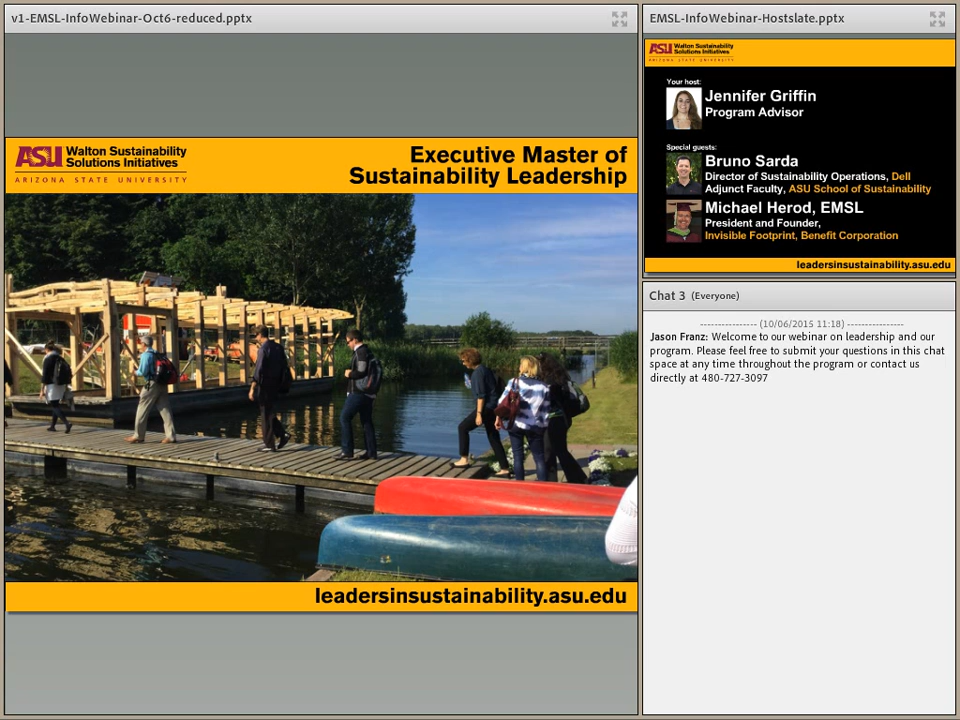 v1-EMSL-InfoWebinar-Oct6-reduced.pptx
ASU Walton Sustainability
Solutions Initiatives
ARIZONA STATE UNIVERSITY
Executive Master of
Sustainability Leadership
leadersinsustainability.asu.edu
EMSL-InfoWebinar-Hostslate.pptx
ASU Walton Sustainability
Solutions Initiatives
ARIZONA STATE UNIVERSITY
Your host:
Jennifer Griffin
Program Advisor
Special guests:
Bruno Sarda
Director of Sustainability Operations, Dell
Adjunct Faculty, ASU School of Sustainability
Michael Herod, EMSL
President and Founder,
Invisible Footprint, Benefit Corporation
leadersinsustainability.asu.edu
Chat 3 (Everyone)
---------------- (10/06/2015 11:18) ----------------
Jason Franz: Welcome to our webinar on leadership and our
program. Please feel free to submit your questions in this chat
space at any time throughout the program or contact us
directly at 480-727-3097